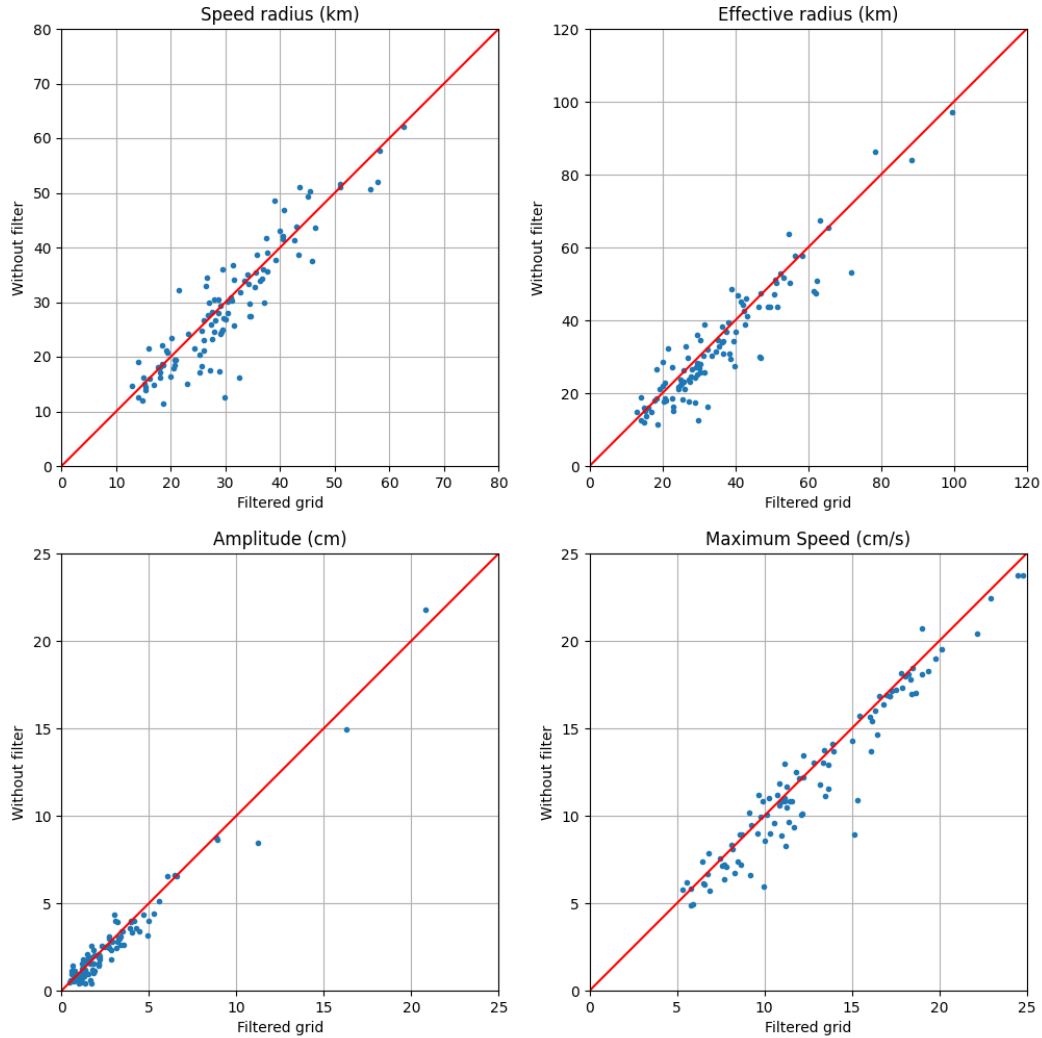 Speed radius (km)
80
70
60
50
40
30
20
10
0
Without filter
0 10 20 30 40 50 60 70 80
Filtered grid
Effective radius (km)
120
100
80
60
40
20
0
Without filter
0 20 40 60 80 100 120
Filtered grid
Amplitude (cm)
25
20
15
10
5
0
Without filter
0 5 10 15 20 25
Filtered grid
Maximum Speed (cm/s)
25
20
15
10
5
0
Without filter
0 5 10 15 20 25
Filtered grid